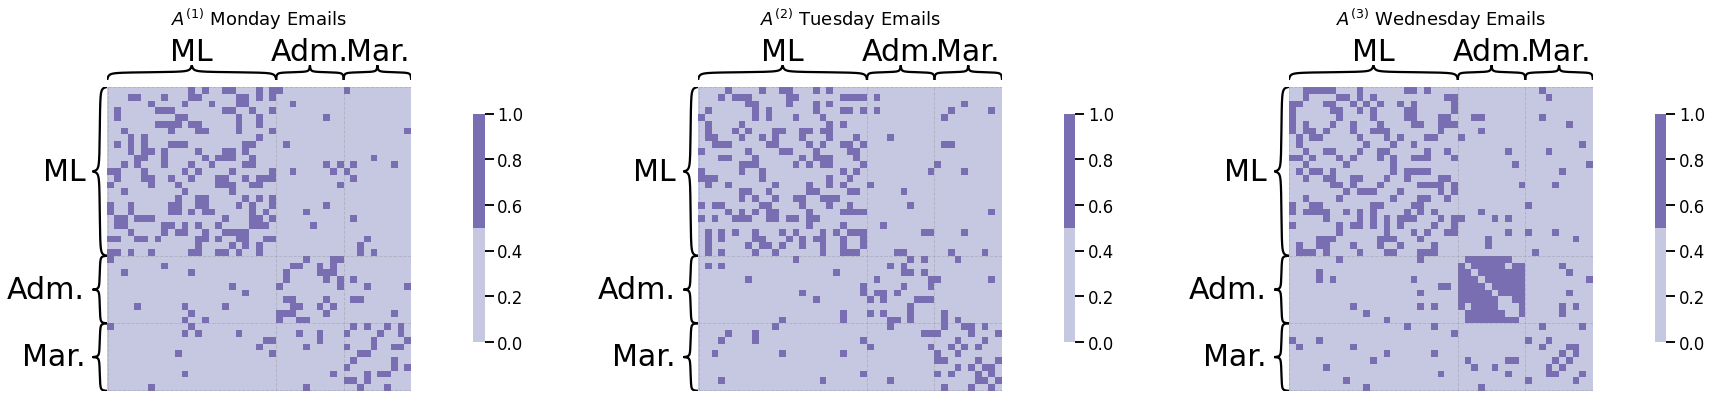 A⁽¹⁾ Monday Emails
ML Adm. Mar.
ML
Adm.
Mar.
1.0
0.8
0.6
0.4
0.2
0.0
A⁽²⁾ Tuesday Emails
ML Adm. Mar.
ML
Adm.
Mar.
1.0
0.8
0.6
0.4
0.2
0.0
A⁽³⁾ Wednesday Emails
ML Adm. Mar.
ML
Adm.
Mar.
1.0
0.8
0.6
0.4
0.2
0.0